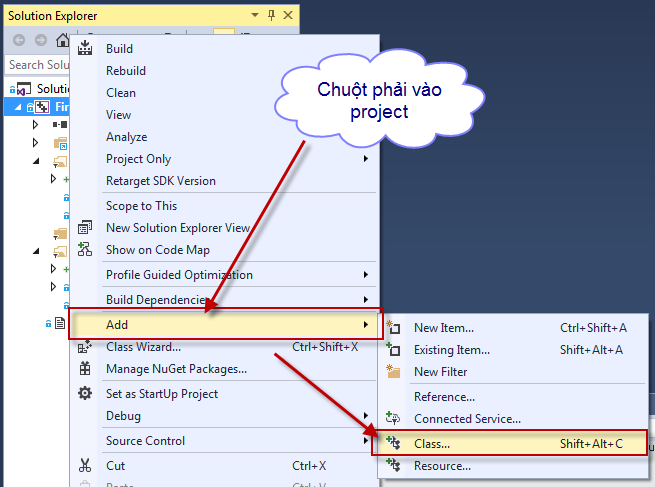 Solution Explorer
Search Solu
Solution
Fir
Build
Rebuild
Clean
View
Analyze
Project Only
Retarget SDK Version
Scope to This
New Solution Explorer View
Show on Code Map
Profile Guided Optimization
Build Dependencies
Add
Class Wizard... Ctrl+Shift+X
Manage NuGet Packages...
Set as StartUp Project
Debug
Source Control
Cut Ctrl+X
Chuột phải vào
project
New Item... Ctrl+Shift+A
Existing Item... Shift+Alt+A
New Filter
Reference...
Connected Service...
Class... Shift+Alt+C
Resource...